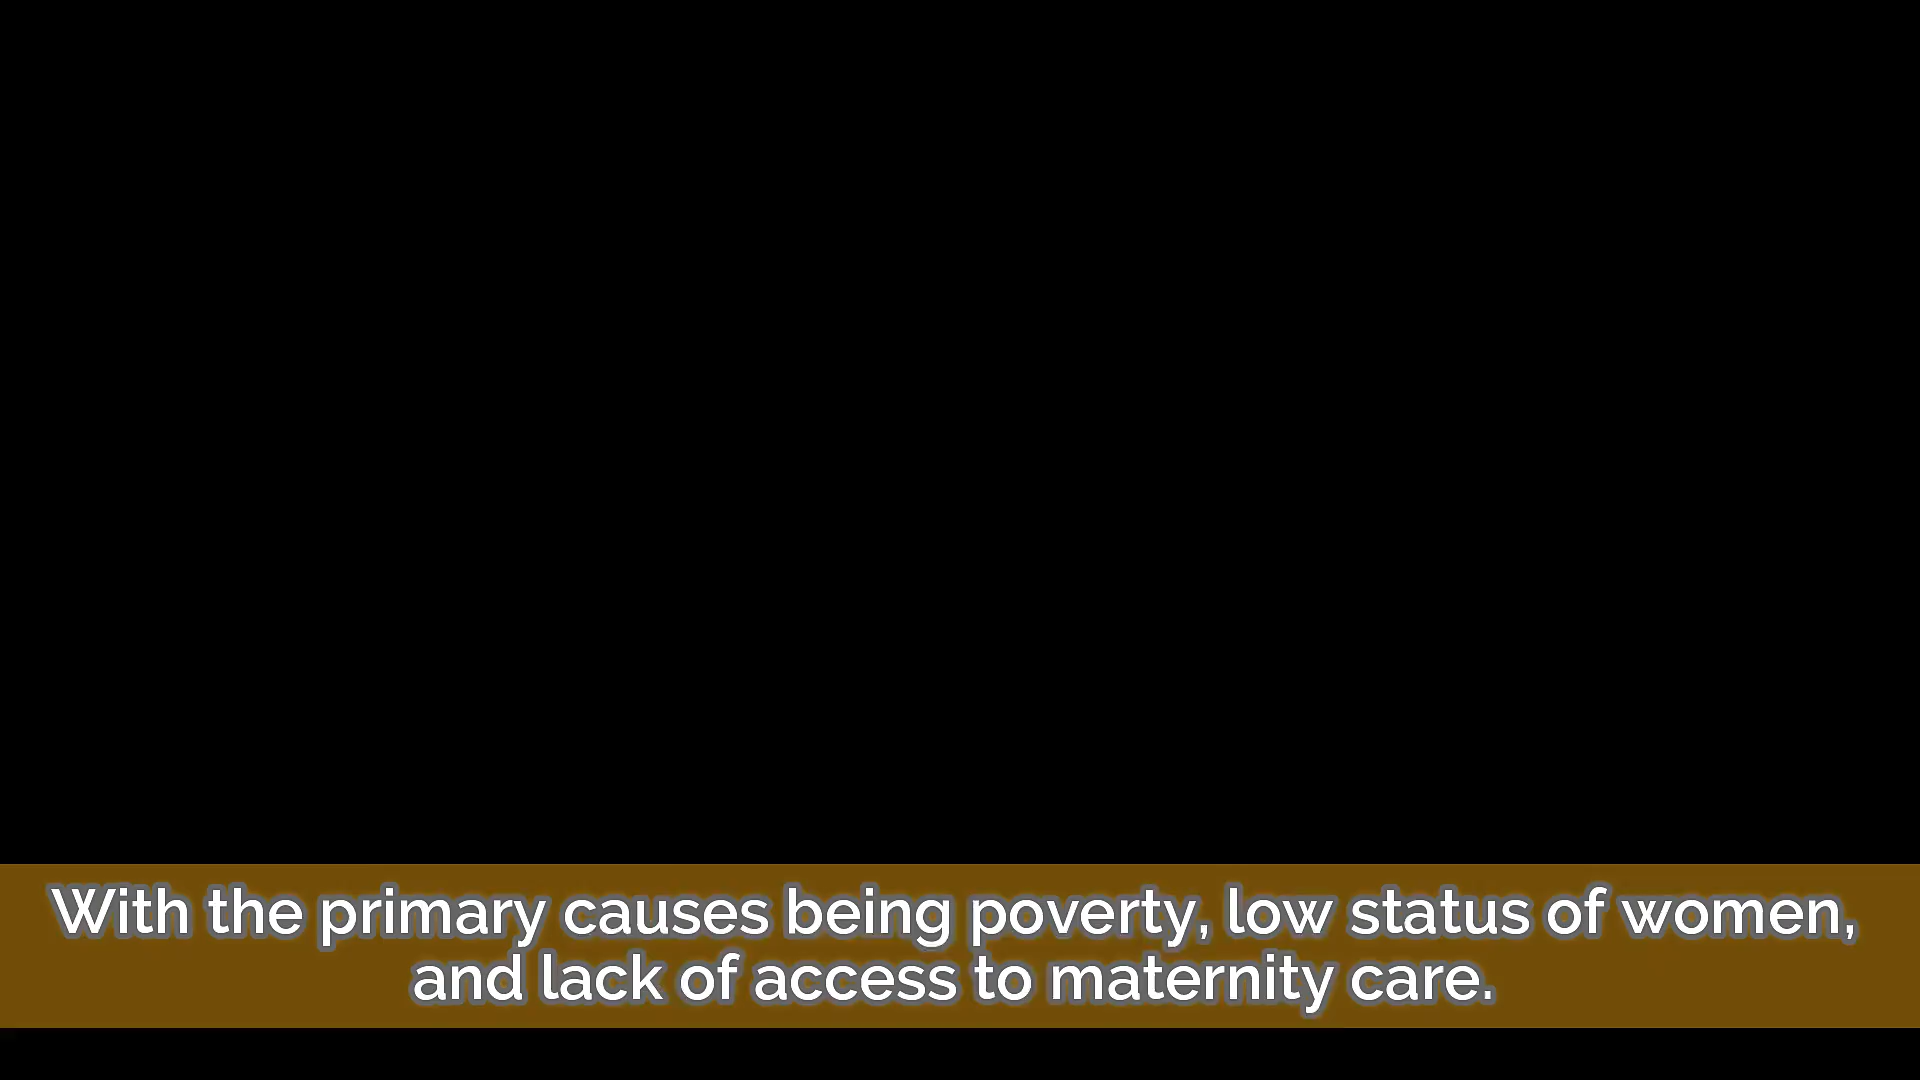 With the primary causes being poverty, low status of women,
and lack of access to maternity care.